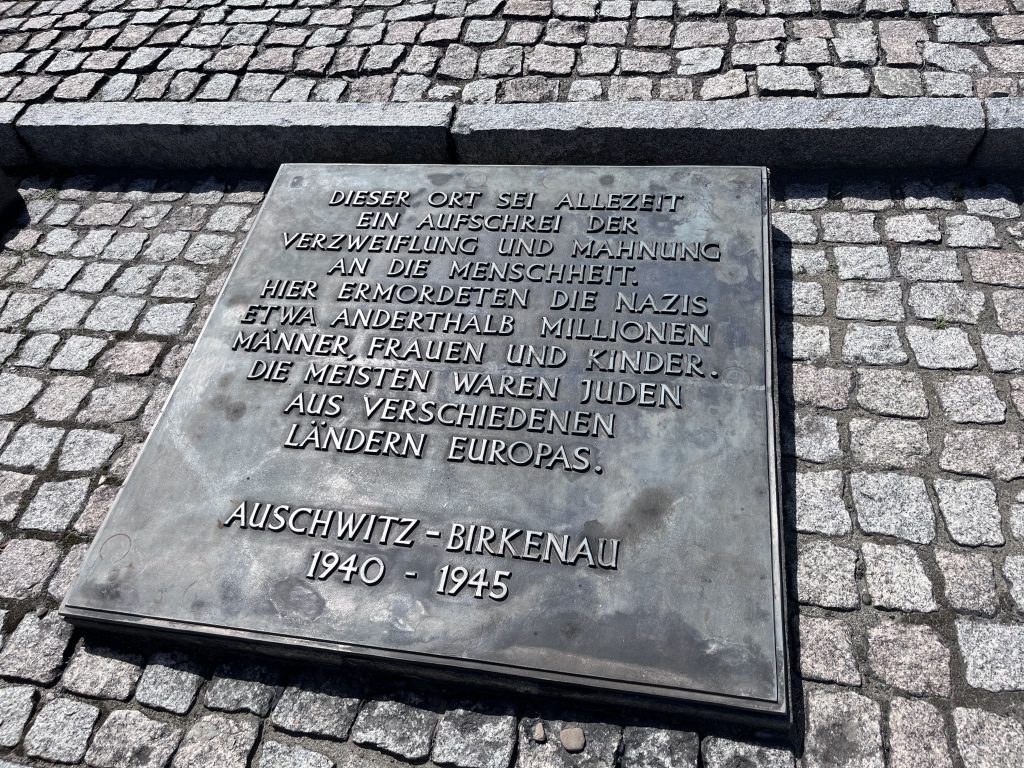 DIESER ORT SEI ALLEZEIT
EIN AUFSCHREI DER
VERZWEIFLUNG UND MAHNUNG
AN DIE MENSCHHEIT.
HIER ERMORDETEN DIE NAZIS
ETWA ANDERTHALB MILLIONEN
MÄNNER, FRAUEN UND KINDER.
DIE MEISTEN WAREN JUDEN
AUS VERSCHIEDENEN
LÄNDERN EUROPAS.
AUSCHWITZ - BIRKENAU
1940 - 1945